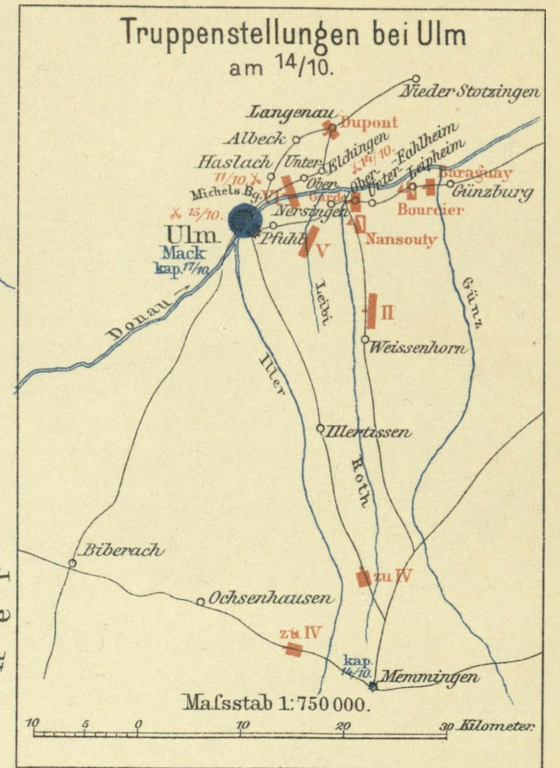 Truppenstellungen bei Ulm
am 14/10.
Nieder Stotzingen
Langenau
Dupont
Albeck
Elchingen
Haslach
Unter-
14/10.
11/10.
VI
Ober-
Ober-
-Fahlheim
Unter-
Leipheim
Baraguay
Michels Bg.
Garde
Günzburg
15/10.
Nersingen
Bourcier
Ulm
Pfuhl
V
Nansouty
Mack
kap. 17/10.
Donau
Leibi
II
Günz
Weissenhorn
Iller
Illertissen
Roth
Biberach
zu IV
Ochsenhausen
zu IV
kap.
14/10.
Memmingen
Maſsstab 1:750 000.
10 5 0 10 20 30 Kilometer.